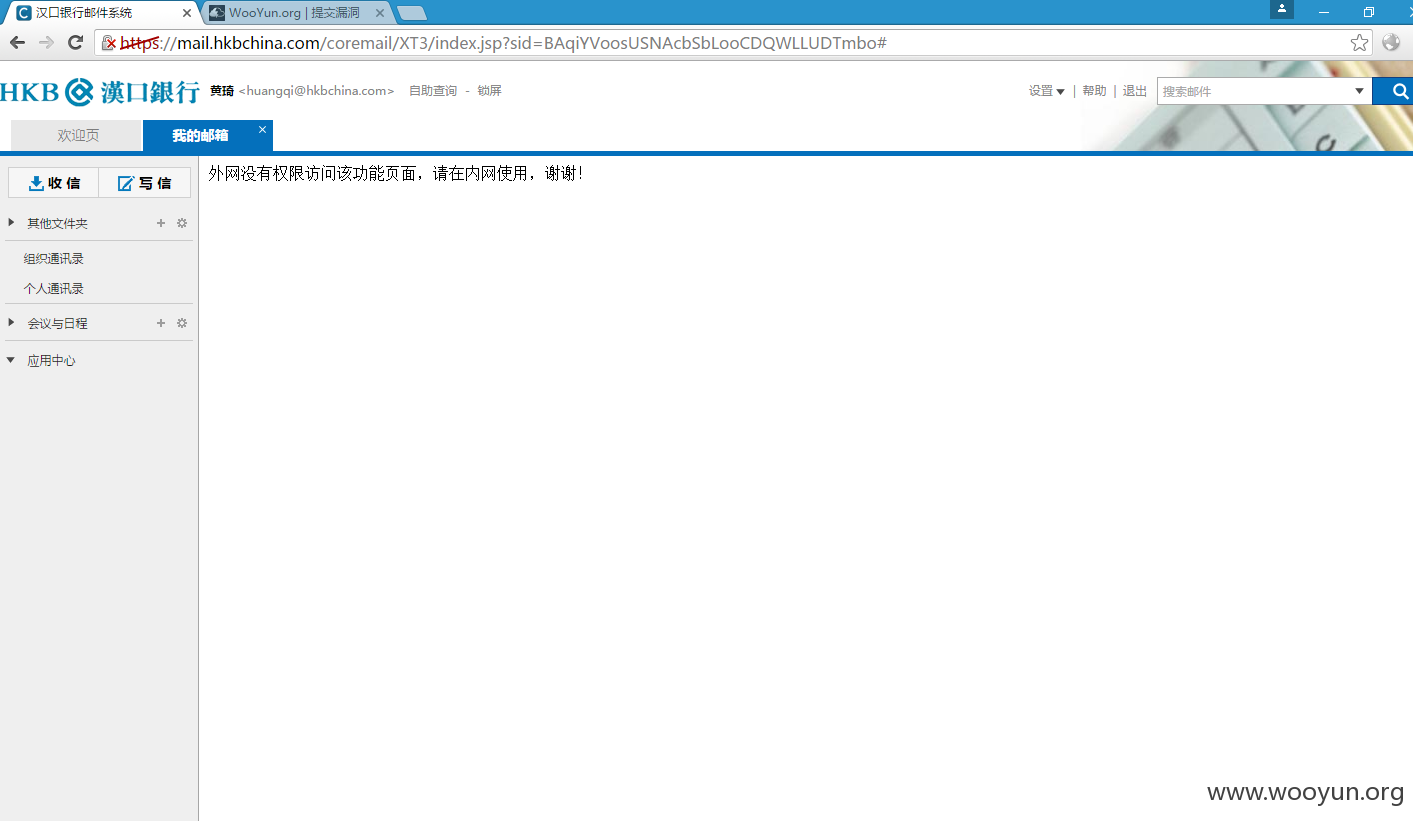 汉口银行邮件系统
WooYun.org | 提交漏洞
https://mail.hkbchina.com/coremail/XT3/index.jsp?sid=BAqiYVoosUSNAcbSbLooCDQWLLUDTmbo#
HKB 漢口銀行 黄琦 <huangqi@hkbchina.com> 自助查询 - 锁屏 设置 | 帮助 | 退出 搜索邮件
欢迎页 我的邮箱
收信 写信
外网没有权限访问该功能页面，请在内网使用，谢谢！
其他文件夹
组织通讯录
个人通讯录
会议与日程
应用中心
www.wooyun.org